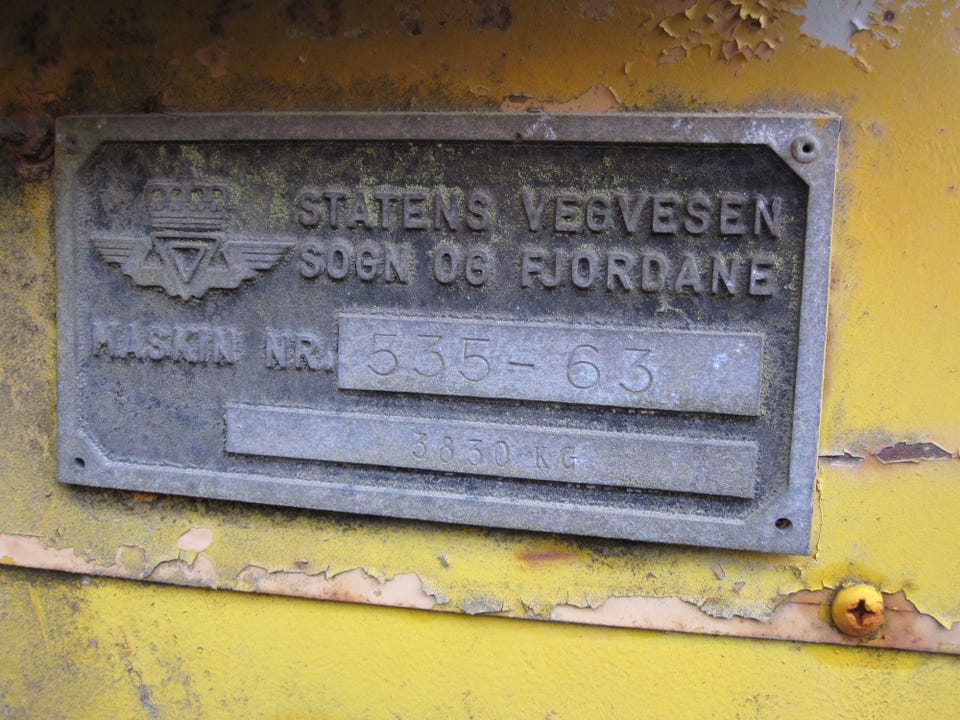 STATENS VEGVESEN
SOGN OG FJORDANE
MASKIN NR. 535-63
3830 KG